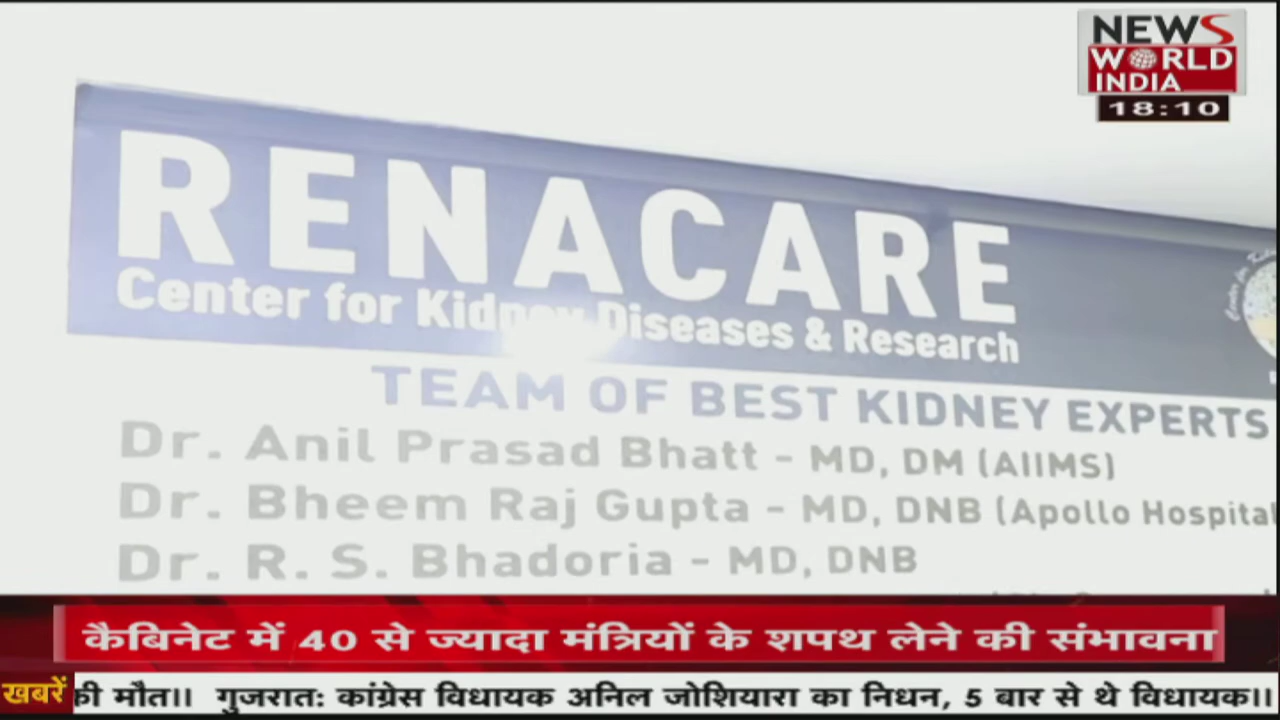 NEWS
WORLD
INDIA
18:10
RENACARE
Center for Kidney Diseases & Research
TEAM OF BEST KIDNEY EXPERTS
Dr. Anil Prasad Bhatt - MD, DM (AIIMS)
Dr. Bheem Raj Gupta - MD, DNB (Apollo Hospital
Dr. R. S. Bhadoria - MD, DNB
कैबिनेट में 40 से ज्यादा मंत्रियों के शपथ लेने की संभावना
खबरें की मौत।। गुजरात: कांग्रेस विधायक अनिल जोशियारा का निधन, 5 बार से थे विधायक।।